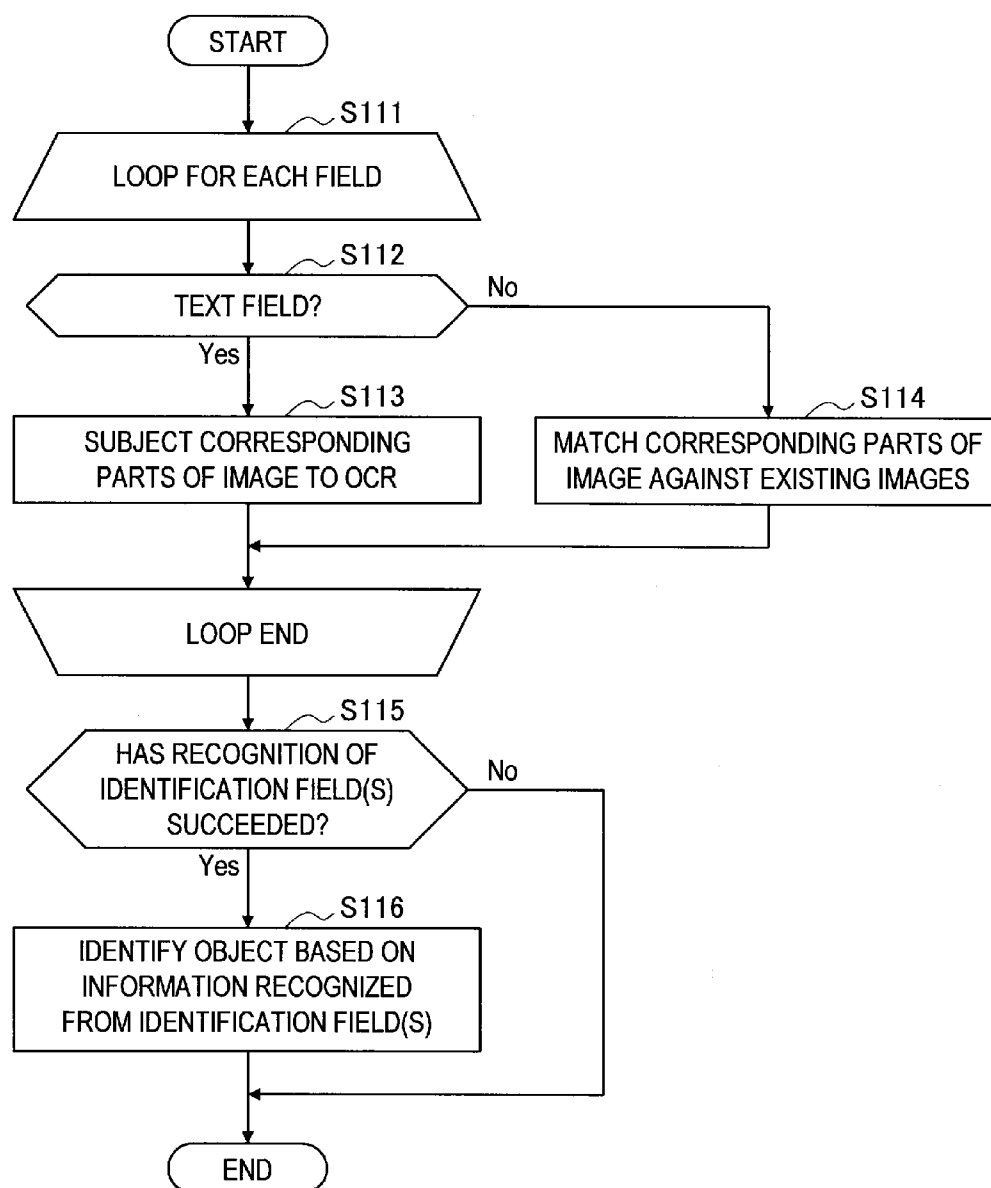 START
S111
LOOP FOR EACH FIELD
S112
TEXT FIELD?
No
Yes
S113
SUBJECT CORRESPONDING
PARTS OF IMAGE TO OCR
S114
MATCH CORRESPONDING PARTS OF
IMAGE AGAINST EXISTING IMAGES
LOOP END
S115
HAS RECOGNITION OF
IDENTIFICATION FIELD(S)
SUCCEEDED?
No
Yes
S116
IDENTIFY OBJECT BASED ON
INFORMATION RECOGNIZED
FROM IDENTIFICATION FIELD(S)
END